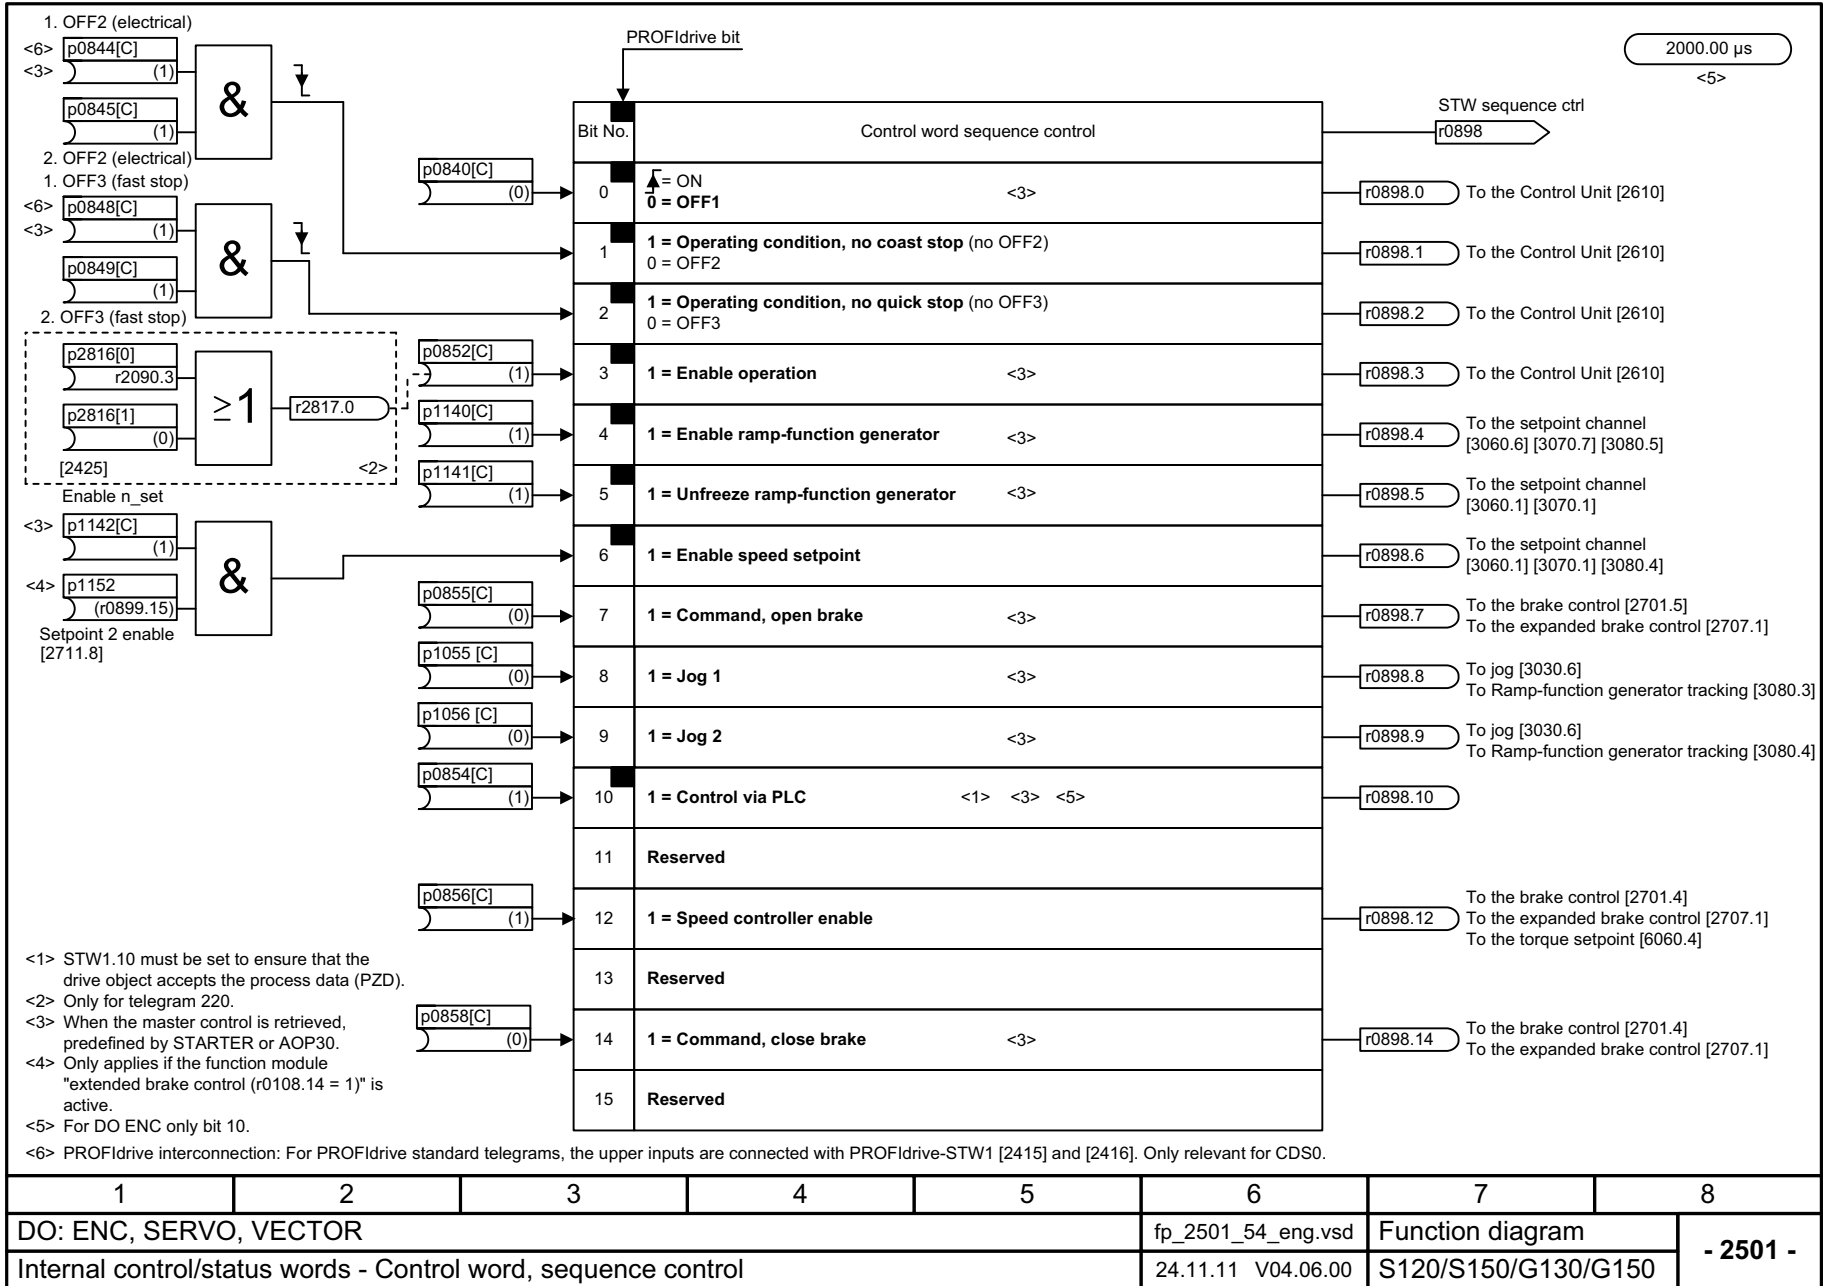 1. OFF2 (electrical)
<6> p0844[C]
<3> (1)
&
p0845[C]
(1)
2. OFF2 (electrical)
1. OFF3 (fast stop)
<6> p0848[C]
<3> (1)
&
p0849[C]
(1)
2. OFF3 (fast stop)
p2816[0]
r2090.3
≥1
r2817.0
p2816[1]
(0)
[2425] <2>
Enable n_set
<3> p1142[C]
(1)
&
<4> p1152
(r0899.15)
Setpoint 2 enable
[2711.8]
PROFIdrive bit
2000.00 µs
<5>
Bit No. Control word sequence control
STW sequence ctrl
r0898
p0840[C]
(0)
0 = ON
0 = OFF1 <3>
r0898.0 To the Control Unit [2610]
1 1 = Operating condition, no coast stop (no OFF2)
0 = OFF2
r0898.1 To the Control Unit [2610]
2 1 = Operating condition, no quick stop (no OFF3)
0 = OFF3
r0898.2 To the Control Unit [2610]
p0852[C]
(1)
3 1 = Enable operation <3>
r0898.3 To the Control Unit [2610]
p1140[C]
(1)
4 1 = Enable ramp-function generator <3>
r0898.4 To the setpoint channel
[3060.6] [3070.7] [3080.5]
p1141[C]
(1)
5 1 = Unfreeze ramp-function generator <3>
r0898.5 To the setpoint channel
[3060.1] [3070.1]
6 1 = Enable speed setpoint
r0898.6 To the setpoint channel
[3060.1] [3070.1] [3080.4]
p0855[C]
(0)
7 1 = Command, open brake <3>
r0898.7 To the brake control [2701.5]
To the expanded brake control [2707.1]
p1055 [C]
(0)
8 1 = Jog 1 <3>
r0898.8 To jog [3030.6]
To Ramp-function generator tracking [3080.3]
p1056 [C]
(0)
9 1 = Jog 2 <3>
r0898.9 To jog [3030.6]
To Ramp-function generator tracking [3080.4]
p0854[C]
(1)
10 1 = Control via PLC <1> <3> <5>
r0898.10
11 Reserved
p0856[C]
(1)
12 1 = Speed controller enable
r0898.12 To the brake control [2701.4]
To the expanded brake control [2707.1]
To the torque setpoint [6060.4]
13 Reserved
p0858[C]
(0)
14 1 = Command, close brake <3>
r0898.14 To the brake control [2701.4]
To the expanded brake control [2707.1]
15 Reserved
<1> STW1.10 must be set to ensure that the
drive object accepts the process data (PZD).
<2> Only for telegram 220.
<3> When the master control is retrieved,
predefined by STARTER or AOP30.
<4> Only applies if the function module
"extended brake control (r0108.14 = 1)" is
active.
<5> For DO ENC only bit 10.
<6> PROFIdrive interconnection: For PROFIdrive standard telegrams, the upper inputs are connected with PROFIdrive-STW1 [2415] and [2416]. Only relevant for CDS0.
1 2 3 4 5 6 7 8
DO: ENC, SERVO, VECTOR fp_2501_54_eng.vsd Function diagram
- 2501 -
Internal control/status words - Control word, sequence control 24.11.11 V04.06.00 S120/S150/G130/G150